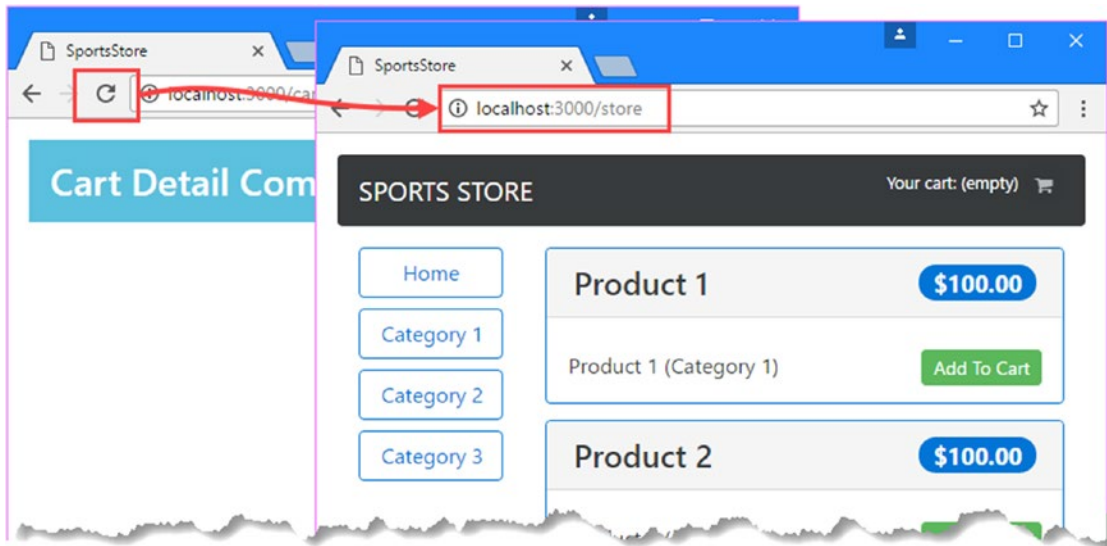 SportsStore
localhost:3000/car
Cart Detail Com
SportsStore
localhost:3000/store
SPORTS STORE
Your cart: (empty)
Home
Category 1
Category 2
Category 3
Product 1
$100.00
Product 1 (Category 1)
Add To Cart
Product 2
$100.00